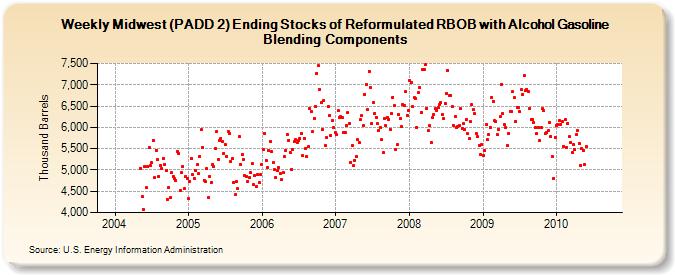 Weekly Midwest (PADD 2) Ending Stocks of Reformulated RBOB with Alcohol Gasoline
Blending Components
Thousand Barrels
7,500
7,000
6,500
6,000
5,500
5,000
4,500
4,000
2004 2005 2006 2007 2008 2009 2010
Source: U.S. Energy Information Administration